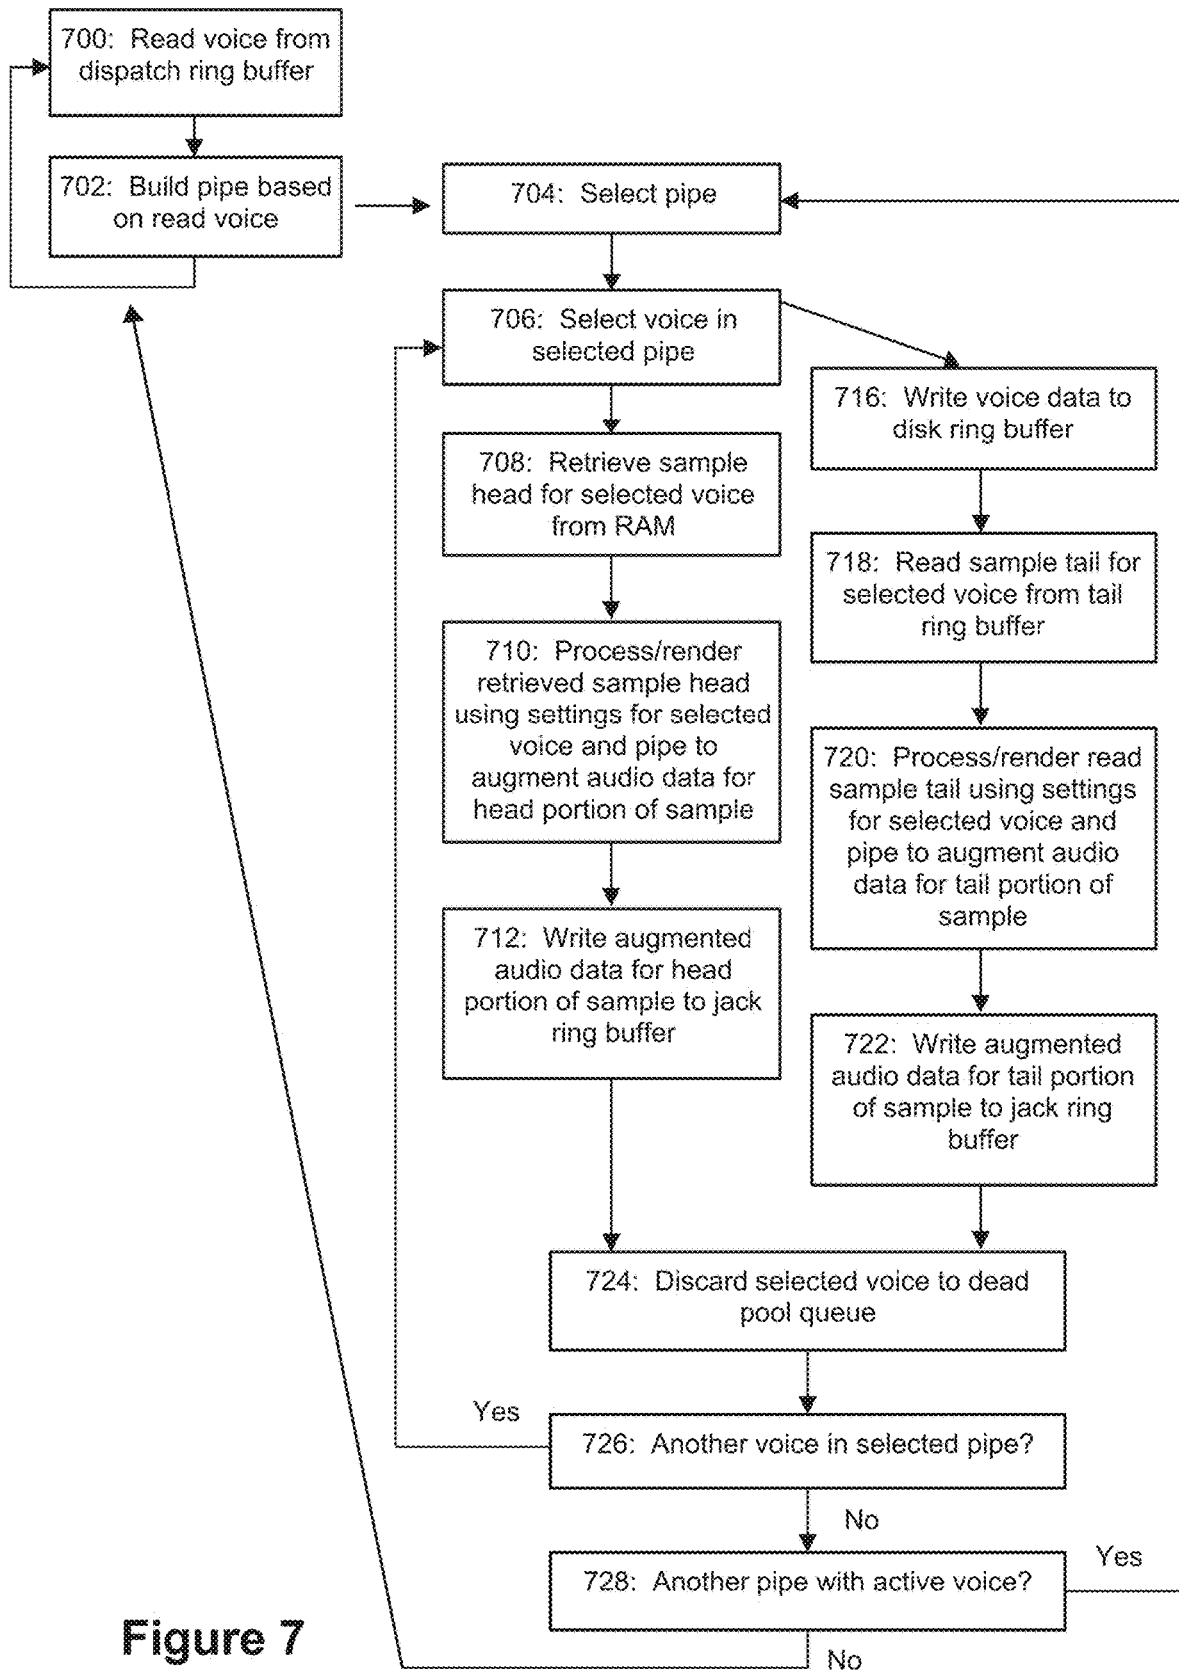 700: Read voice from
dispatch ring buffer
702: Build pipe based
on read voice
704: Select pipe
706: Select voice in
selected pipe
708: Retrieve sample
head for selected voice
from RAM
710: Process/render
retrieved sample head
using settings for selected
voice and pipe to
augment audio data for
head portion of sample
712: Write augmented
audio data for head
portion of sample to jack
ring buffer
716: Write voice data to
disk ring buffer
718: Read sample tail for
selected voice from tail
ring buffer
720: Process/render read
sample tail using settings
for selected voice and
pipe to augment audio
data for tail portion of
sample
722: Write augmented
audio data for tail portion
of sample to jack ring
buffer
724: Discard selected voice to dead
pool queue
Yes
726: Another voice in selected pipe?
No
728: Another pipe with active voice?
Yes
No
Figure 7